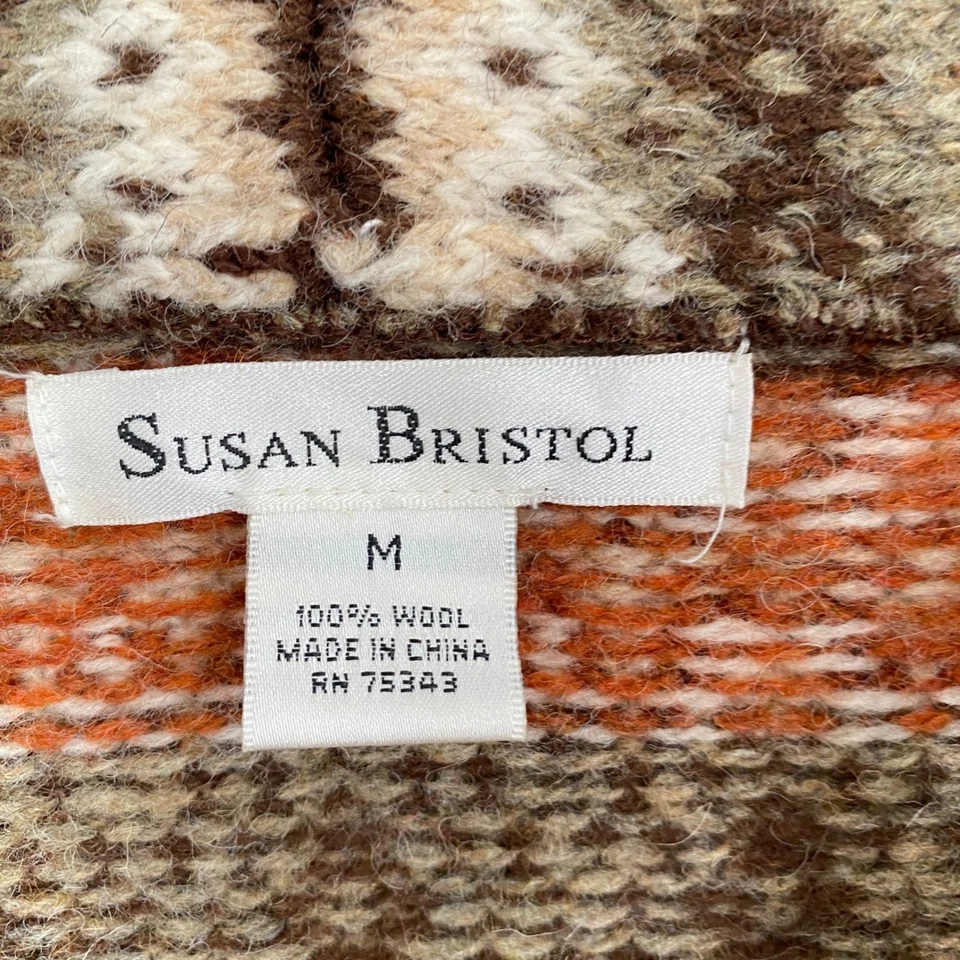 SUSAN BRISTOL
M
100% WOOL
MADE IN CHINA
RN 75343